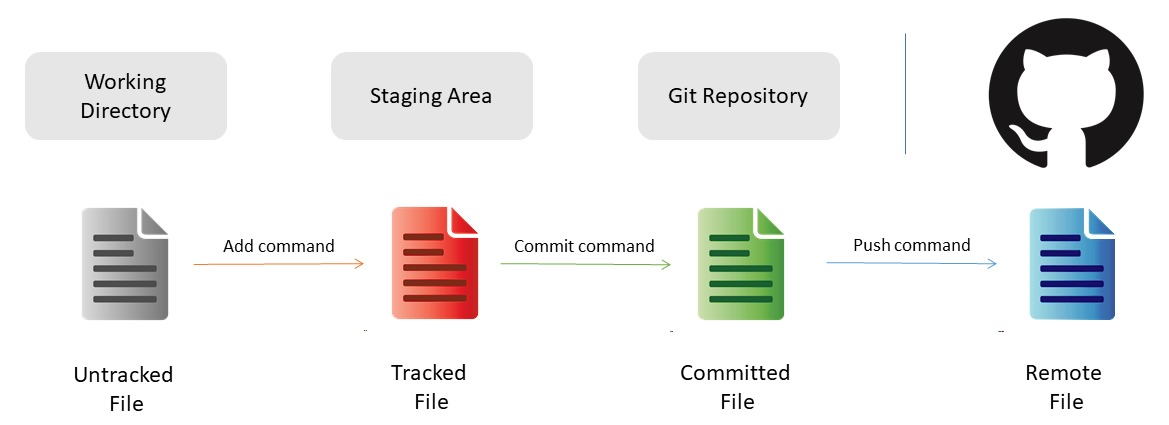 Working
Directory
Staging Area
Git Repository
Add command
Commit command
Push command
Untracked
File
Tracked
File
Committed
File
Remote
File